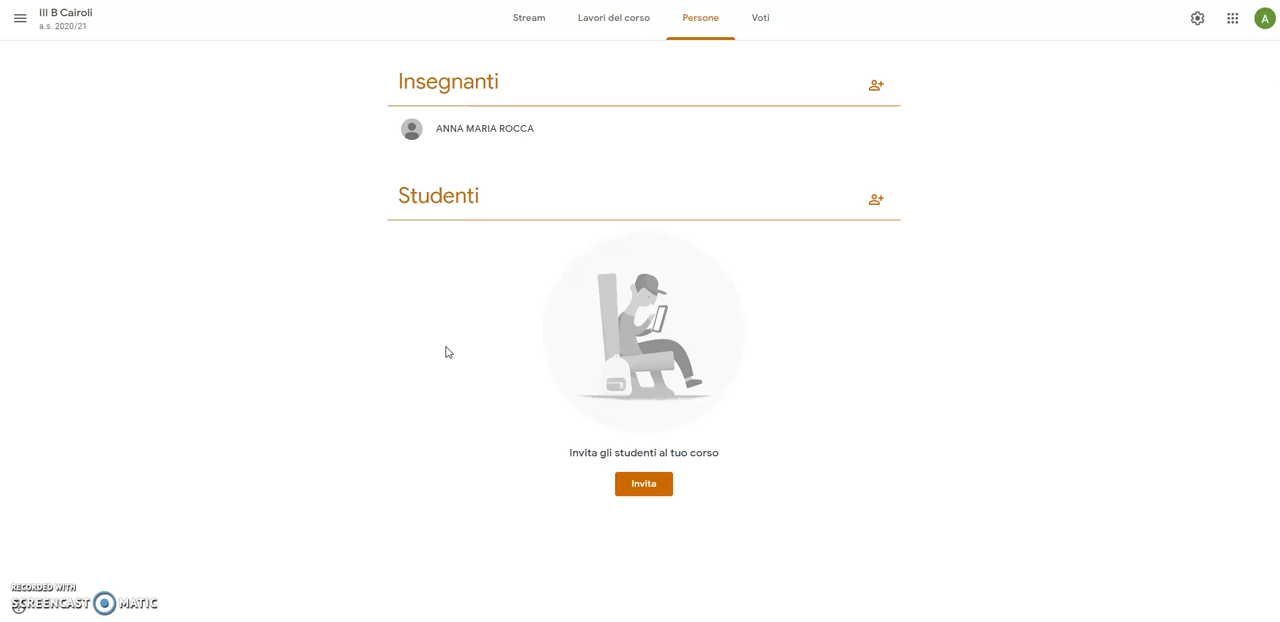 III B Cairoli
a.s. 2020/21
Stream
Lavori del corso
Persone
Voti
A
Insegnanti
ANNA MARIA ROCCA
Studenti
Invita gli studenti al tuo corso
Invita
RECORDED WITH
SCREENCAST MATIC